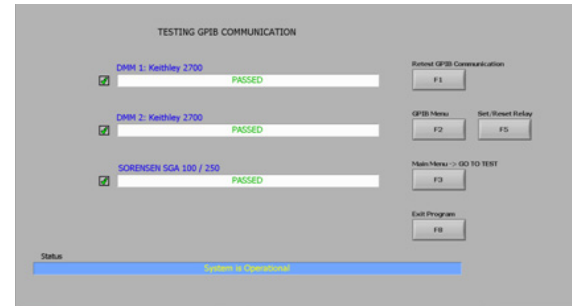 TESTING GPIB COMMUNICATION
DMM 1: Keithley 2700
PASSED
Retest GPIB Communication
F1
DMM 2: Keithley 2700
PASSED
GPIB Menu
Set/Reset Relay
F2
F5
SORENSEN SGA 100 / 250
PASSED
Main Menu -> GO TO TEST
F3
Exit Program
F8
Status
System is Operational